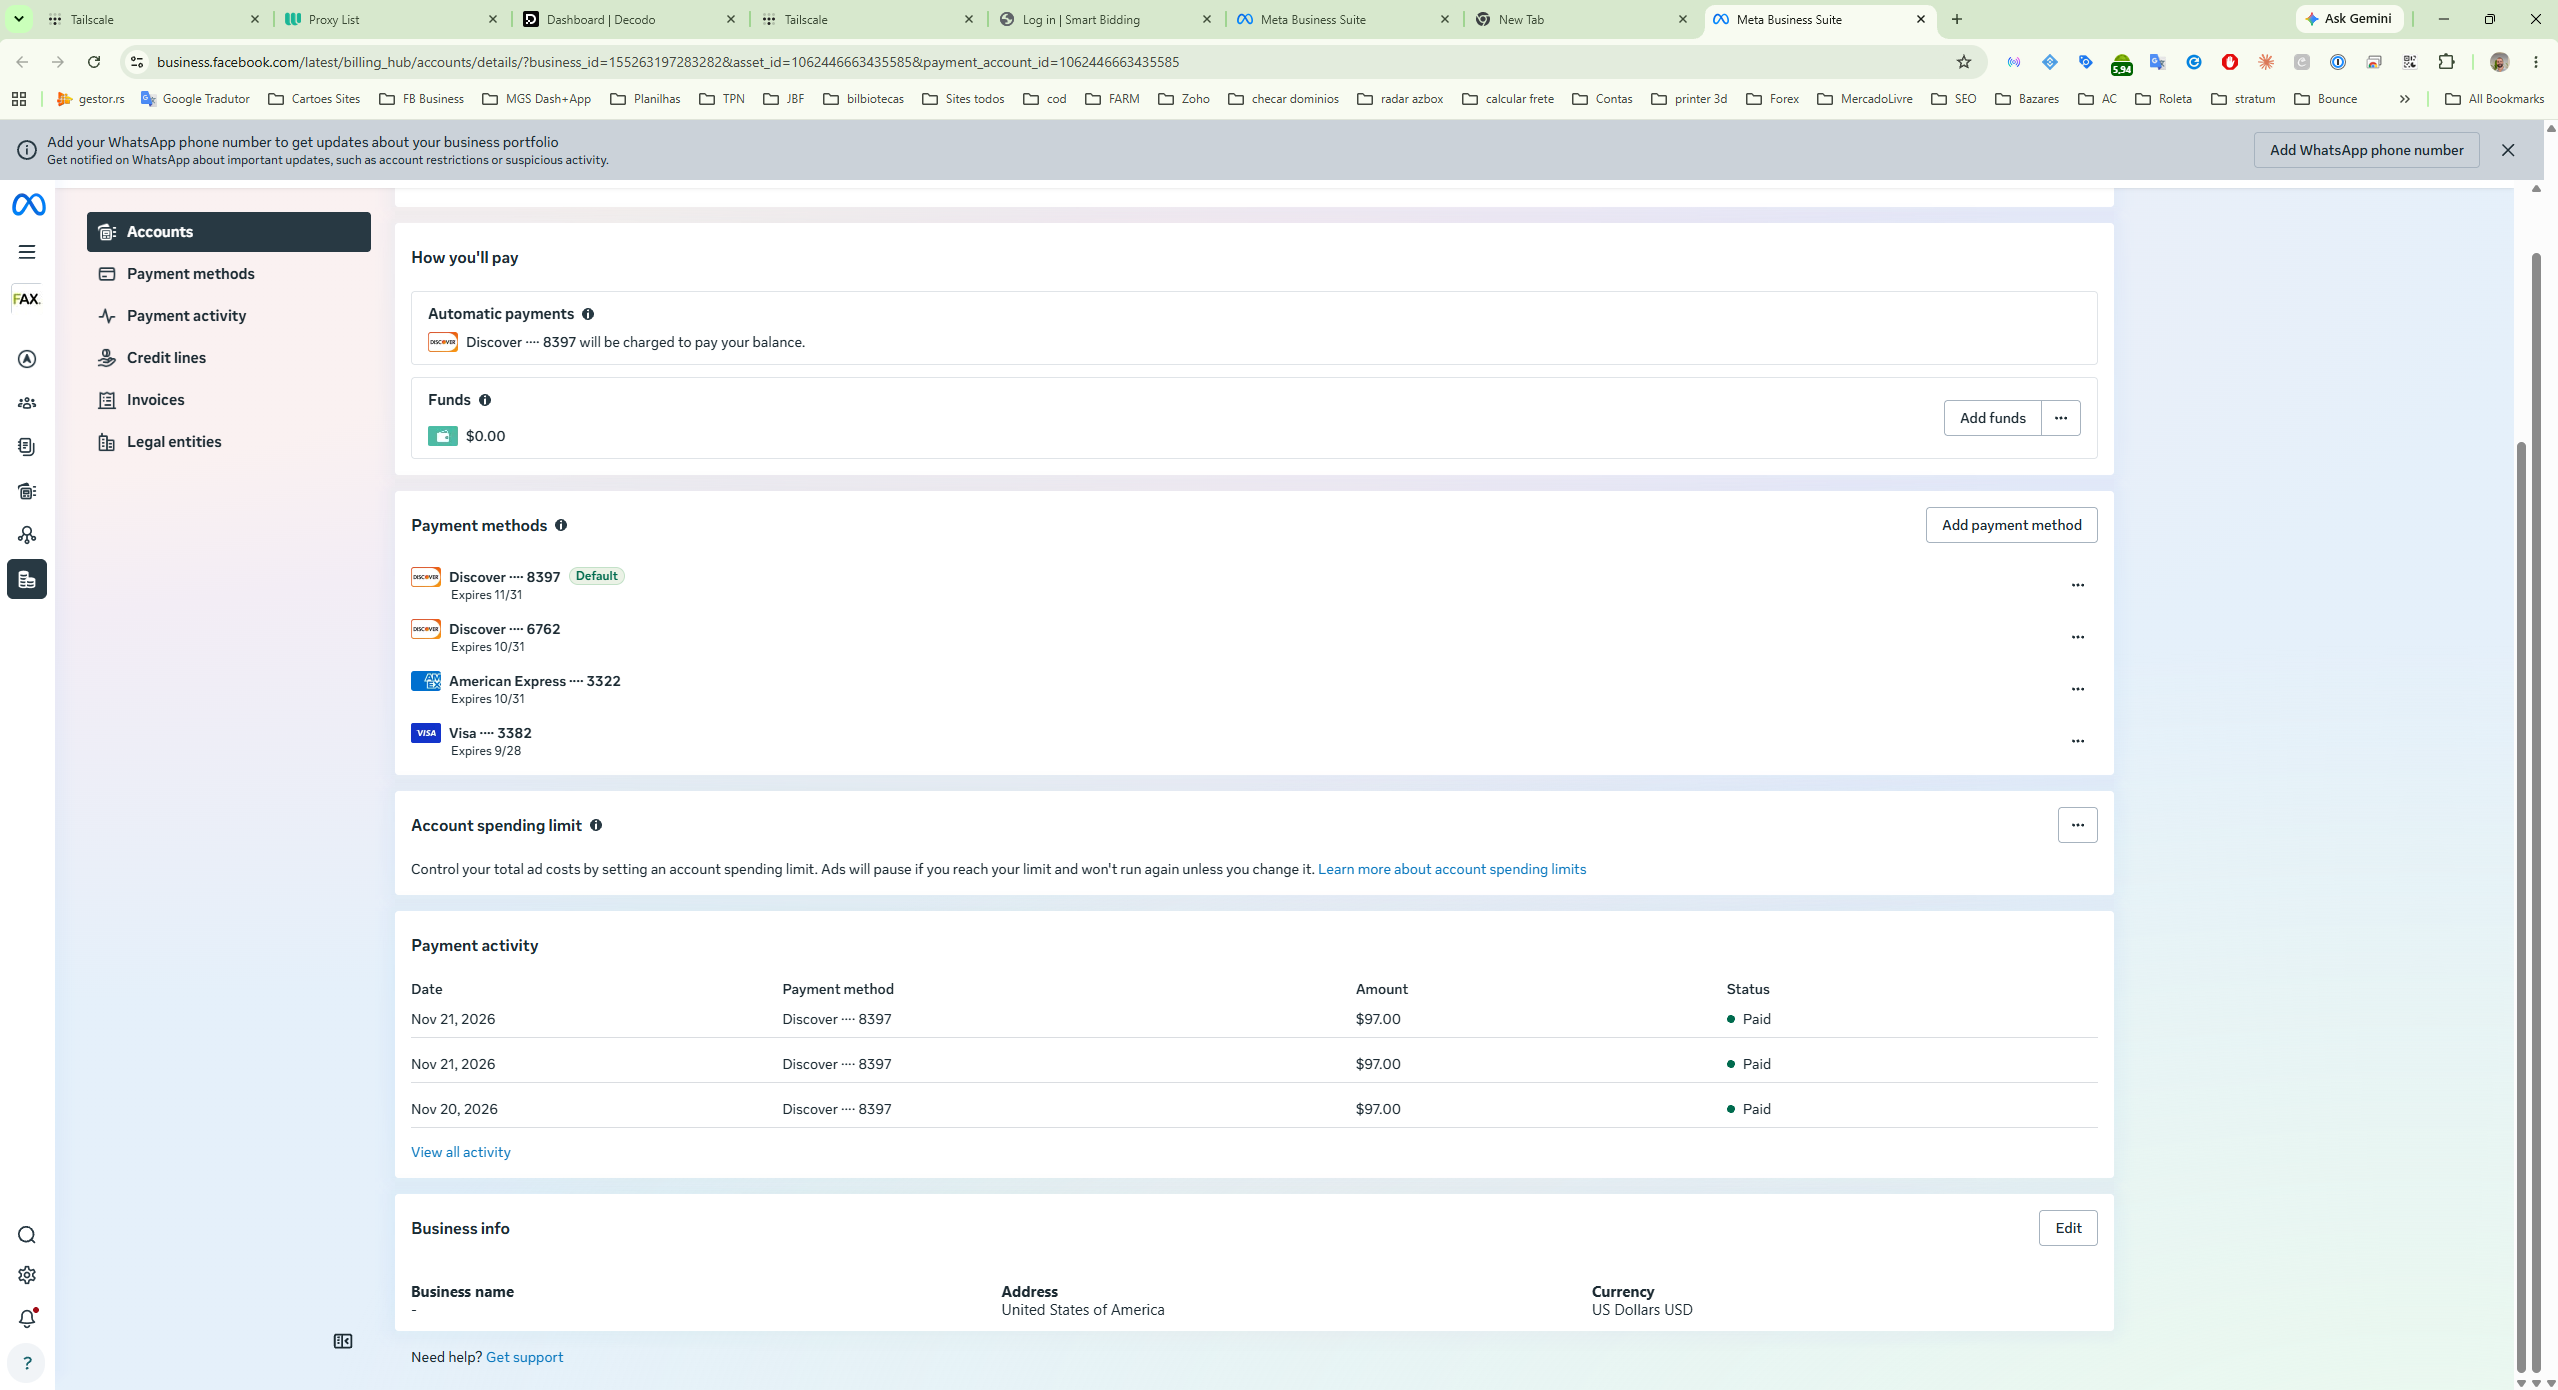 Tailscale
Proxy List
Dashboard | Decodo
Tailscale
Log in | Smart Bidding
Meta Business Suite
New Tab
Meta Business Suite
Ask Gemini
business.facebook.com/latest/billing_hub/accounts/details/?business_id=155263197283282&asset_id=1062446663435585&payment_account_id=1062446663435585
5,94
gestor.rs
Google Tradutor
Cartoes Sites
FB Business
MGS Dash+App
Planilhas
TPN
JBF
bilbiotecas
Sites todos
cod
FARM
Zoho
checar dominios
radar azbox
calcular frete
Contas
printer 3d
Forex
MercadoLivre
SEO
Bazares
AC
Roleta
stratum
Bounce
All Bookmarks
Add your WhatsApp phone number to get updates about your business portfolio
Get notified on WhatsApp about important updates, such as account restrictions or suspicious activity.
Add WhatsApp phone number
FAX.
Accounts
Payment methods
Payment activity
Credit lines
Invoices
Legal entities
How you'll pay
Automatic payments
DISCOVER Discover ···· 8397 will be charged to pay your balance.
Funds
$0.00
Add funds
Payment methods
Add payment method
DISCOVER Discover ···· 8397 Default
Expires 11/31
DISCOVER Discover ···· 6762
Expires 10/31
AM EX American Express ···· 3322
Expires 10/31
VISA Visa ···· 3382
Expires 9/28
Account spending limit
Control your total ad costs by setting an account spending limit. Ads will pause if you reach your limit and won't run again unless you change it. Learn more about account spending limits
Payment activity
Date Payment method Amount Status
Nov 21, 2026 Discover ···· 8397 $97.00 Paid
Nov 21, 2026 Discover ···· 8397 $97.00 Paid
Nov 20, 2026 Discover ···· 8397 $97.00 Paid
View all activity
Business info
Edit
Business name Address Currency
- United States of America US Dollars USD
Need help? Get support